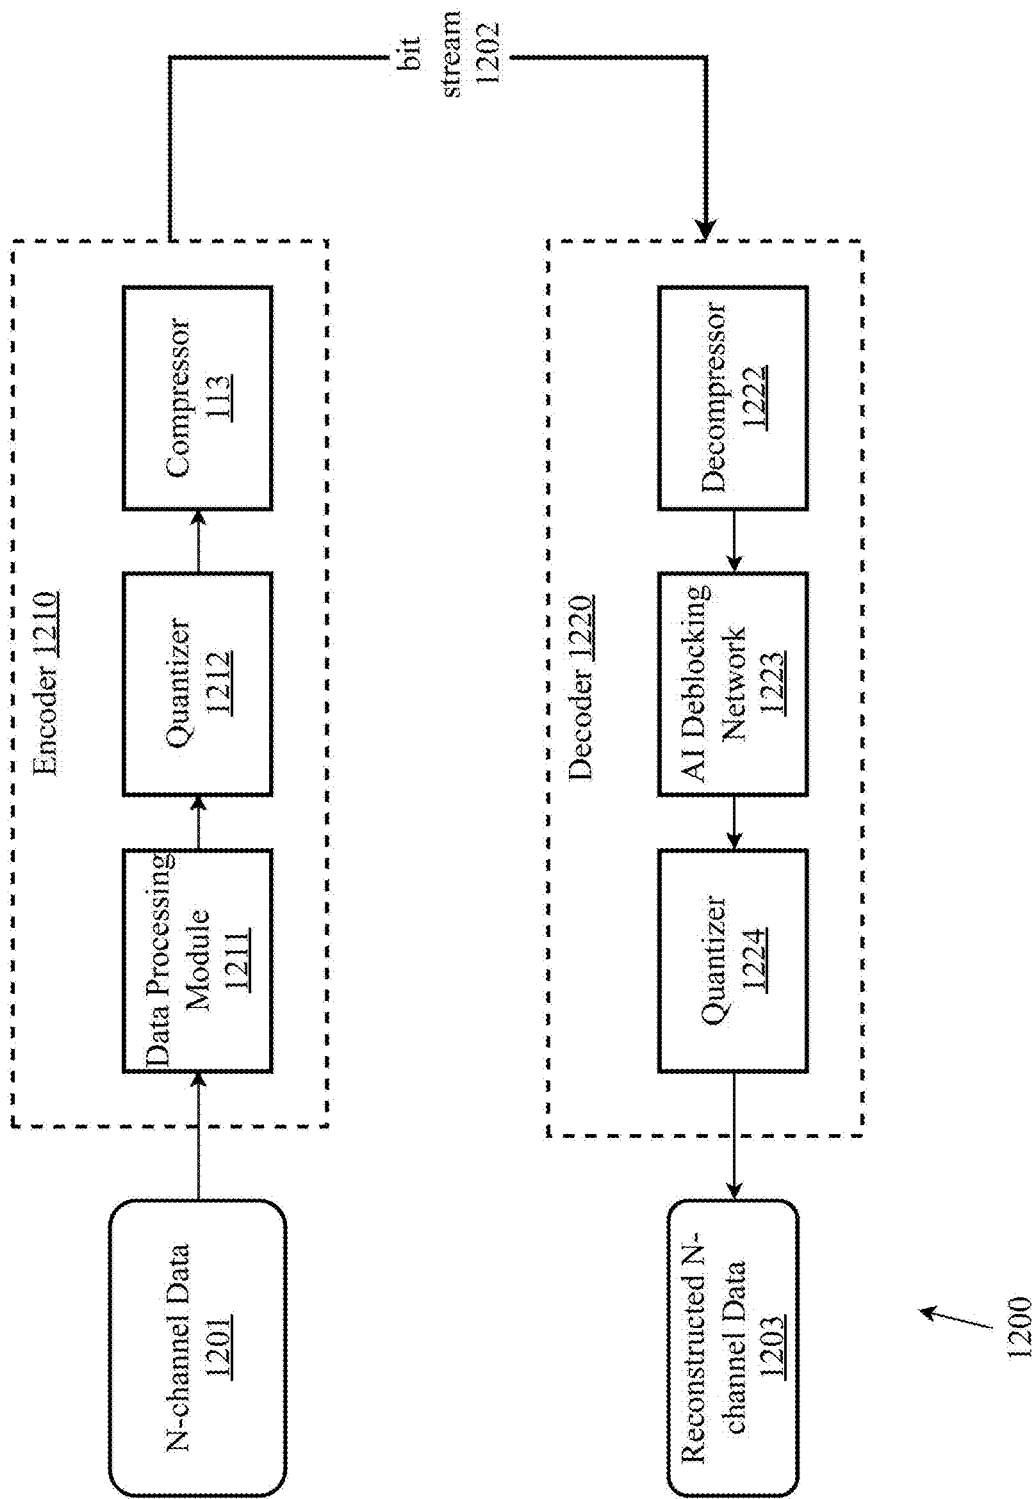 Encoder 1210
N-channel Data
1201
Data Processing
Module
1211
Quantizer
1212
Compressor
113
bit
stream
1202
Decoder 1220
Reconstructed N-
channel Data
1203
Quantizer
1224
AI Deblocking
Network
1223
Decompressor
1222
1200